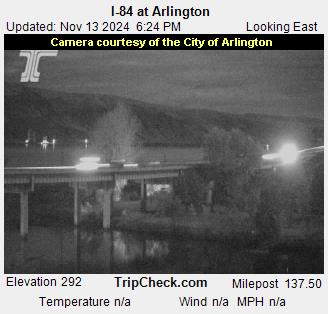 I-84 at Arlington
Updated: Nov 13 2024 6:24 PM Looking East
Camera courtesy of the City of Arlington
Elevation 292 TripCheck.com Milepost 137.50
Temperature n/a Wind n/a MPH n/a